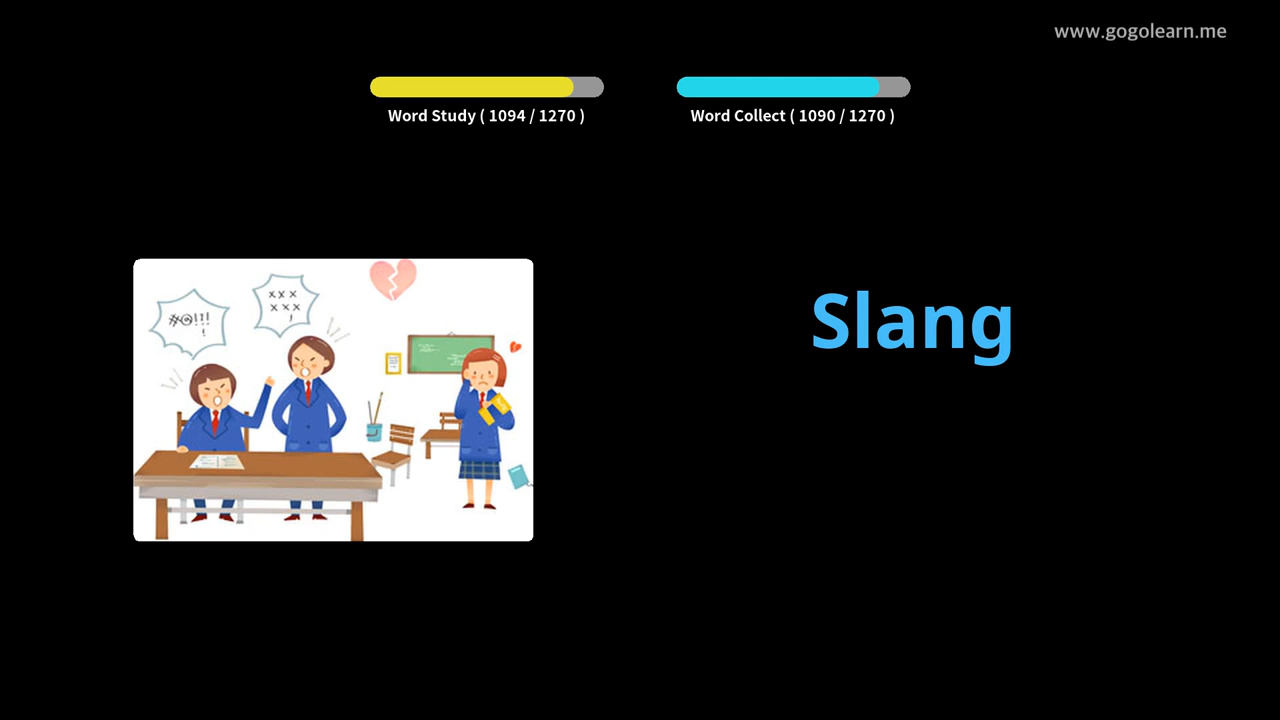 www.gogolearn.me
Word Study ( 1094 / 1270 )
Word Collect ( 1090 / 1270 )
#@!?!
!
x x x
x x x
!
Slang